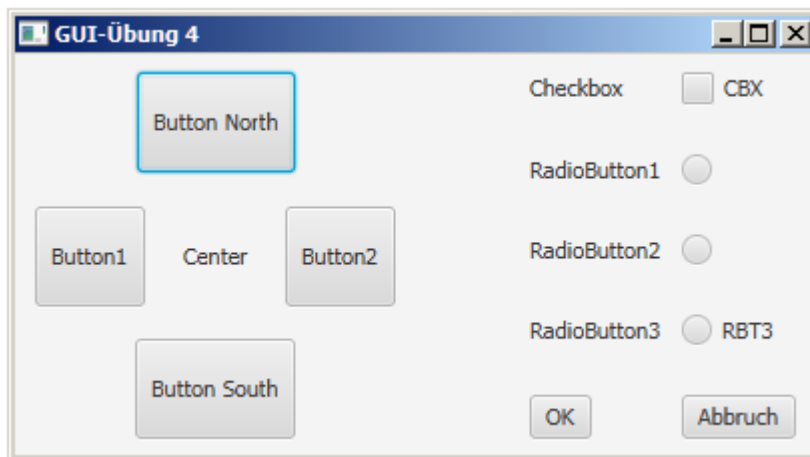 GUI-Übung 4
Button North
Button1 Center Button2
Button South
Checkbox CBX
RadioButton1
RadioButton2
RadioButton3 RBT3
OK Abbruch